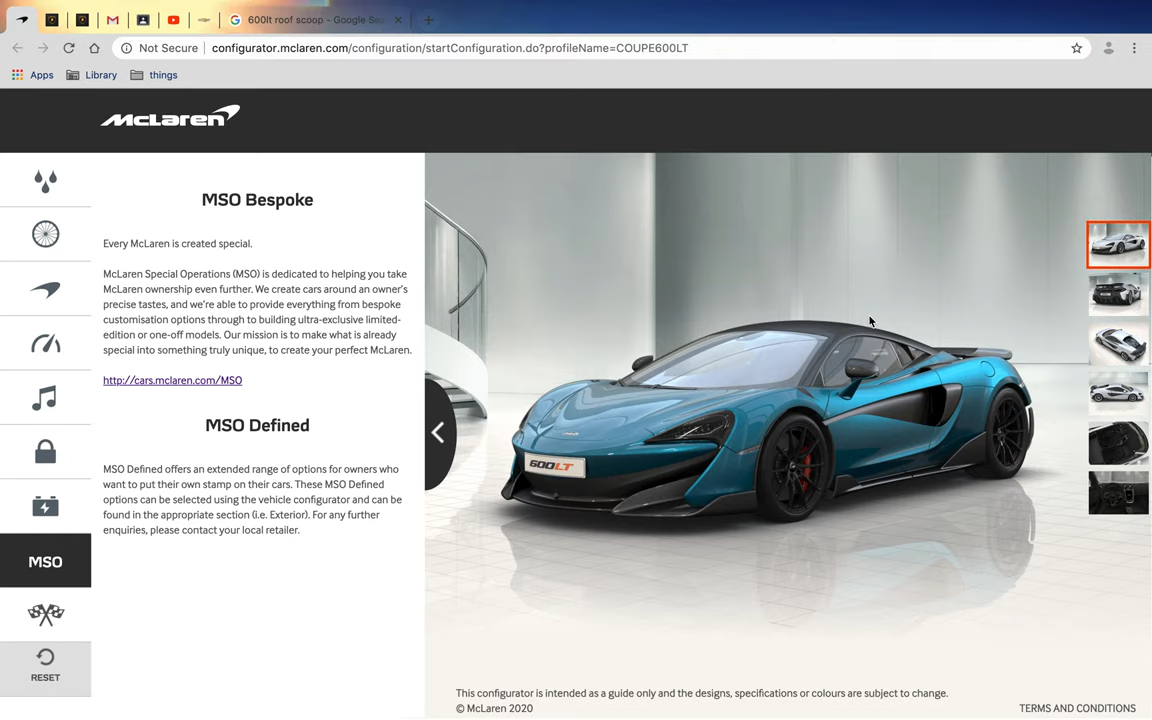 600lt roof scoop - Google Sea
Not Secure
configurator.mclaren.com/configuration/startConfiguration.do?profileName=COUPE600LT
Apps
Library
things
McLaren
MSO Bespoke
Every McLaren is created special.
McLaren Special Operations (MSO) is dedicated to helping you take
McLaren ownership even further. We create cars around an owner's
precise tastes, and we're able to provide everything from bespoke
customisation options through to building ultra-exclusive limited-
edition or one-off models. Our mission is to make what is already
special into something truly unique, to create your perfect McLaren.
http://cars.mclaren.com/MSO
MSO Defined
MSO Defined offers an extended range of options for owners who
want to put their own stamp on their cars. These MSO Defined
options can be selected using the vehicle configurator and can be
found in the appropriate section (i.e. Exterior). For any further
enquiries, please contact your local retailer.
MSO
RESET
600LT
This configurator is intended as a guide only and the designs, specifications or colours are subject to change.
© McLaren 2020
TERMS AND CONDITIONS